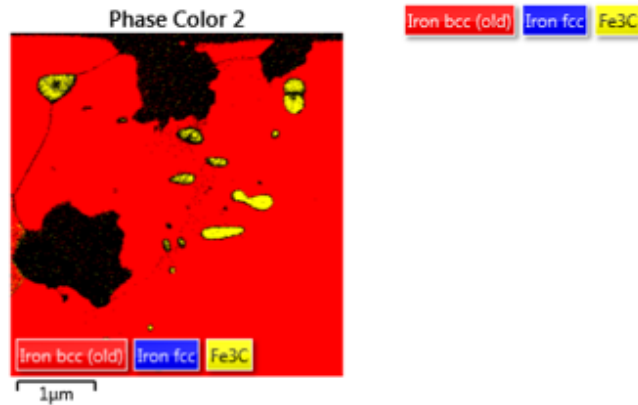 Phase Color 2
Iron bcc (old) Iron fcc Fe3C
Iron bcc (old) Iron fcc Fe3C
1µm